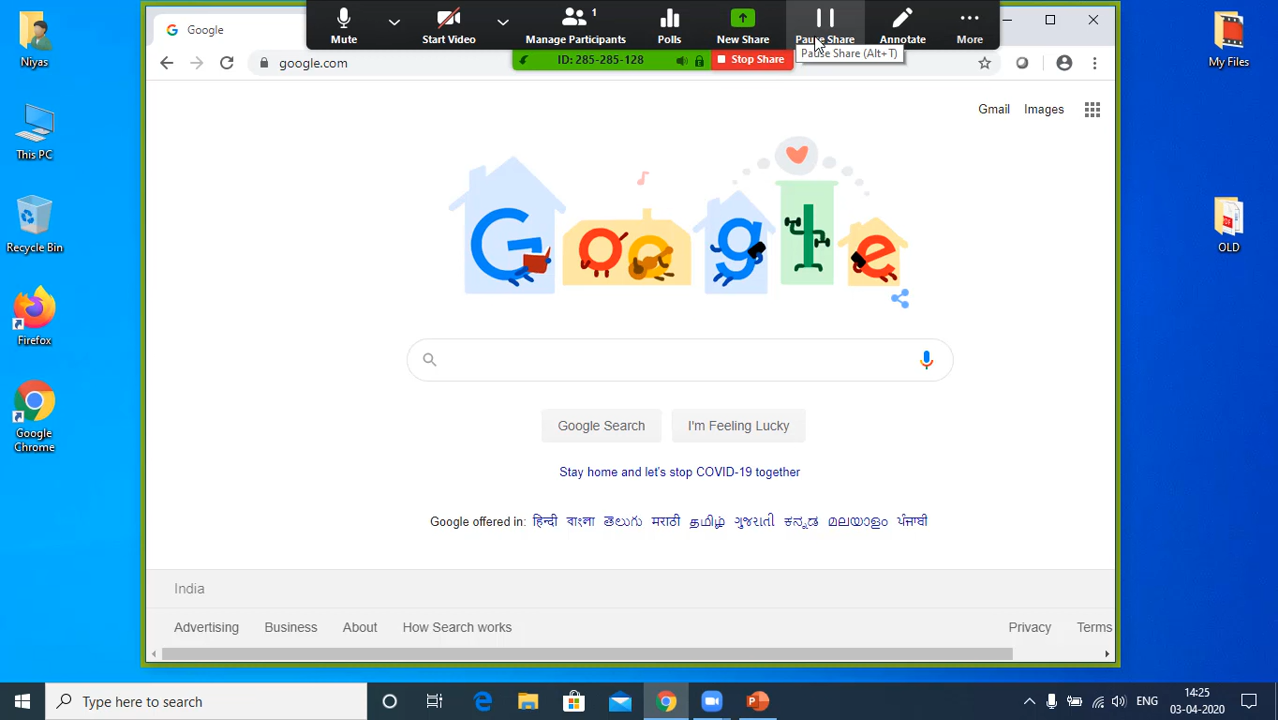 Niyas
This PC
Recycle Bin
Firefox
Google
Chrome
Google
Mute
Start Video
1
Manage Participants
Polls
New Share
Pause Share
Annotate
More
ID: 285-285-128
Stop Share
Pause Share (Alt+T)
google.com
Gmail
Images
Google
Google Search
I'm Feeling Lucky
Stay home and let's stop COVID-19 together
Google offered in: हिन्दी বাংলা తెలుగు मराठी தமிழ் ગુજરાતી ಕನ್ನಡ മലയാളം ਪੰਜਾਬੀ
India
Advertising Business About How Search works Privacy Terms
My Files
OLD
Type here to search
ENG
14:25
03-04-2020